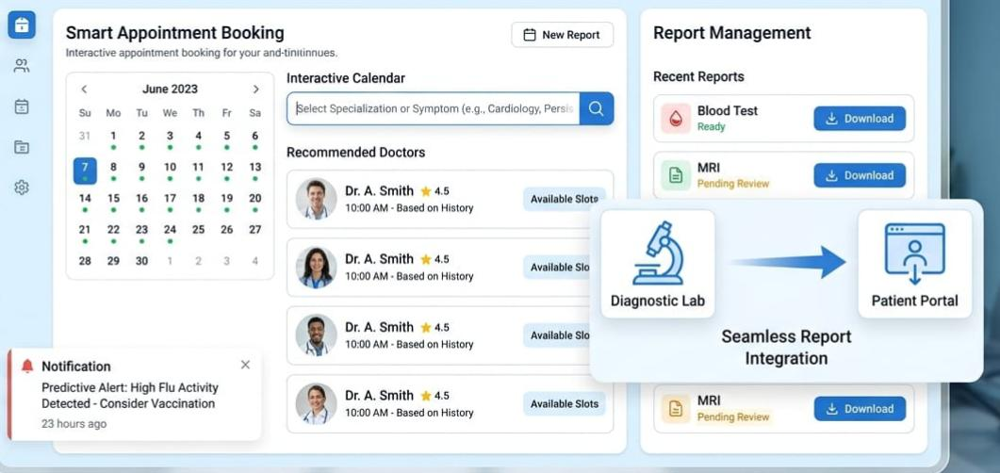 Smart Appointment Booking
Interactive appointment booking for your
New Report
June 2023
Su Mo Tu We Th Fr Sa
31 1 2 3 4 5 6
7 8 9 10 11 12 13
14 15 16 17 18 19 20
21 22 23 24 25 26 27
28 29 30 1 2 3 4
Interactive Calendar
Select Specialization or Symptom (e.g., Cardiology, Persis
Recommended Doctors
Dr. A. Smith 4.5
10:00 AM - Based on History
Available Slots
Dr. A. Smith 4.5
10:00 AM - Based on History
Available Slo
Dr. A. Smith 4.5
10:00 AM - Based on History
Available Slo
Dr. A. Smith 4.5
10:00 AM - Based on History
Available Slots
Notification
Predictive Alert: High Flu Activity
Detected - Consider Vaccination
23 hours ago
Report Management
Recent Reports
Blood Test
Ready
Download
MRI
Pending Review
Download
Diagnostic Lab
Patient Portal
Seamless Report
Integration
MRI
Pending Review
Download